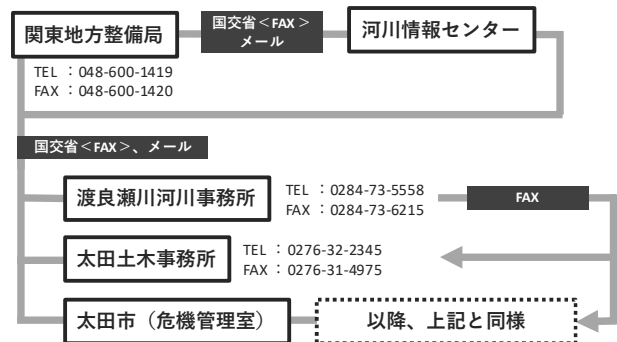 関東地方整備局
国交省＜FAX＞
メール
河川情報センター
TEL ：048-600-1419
FAX ：048-600-1420
国交省＜FAX＞、メール
渡良瀬川河川事務所
TEL ：0284-73-5558
FAX ：0284-73-6215
FAX
太田土木事務所
TEL ：0276-32-2345
FAX ：0276-31-4975
太田市（危機管理室）
以降、上記と同様